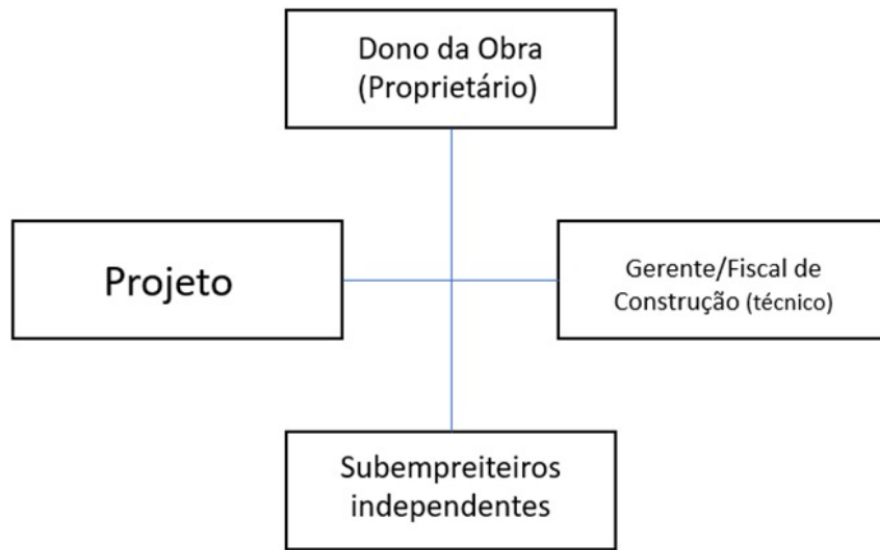 Dono da Obra
(Proprietário)
Projeto
Gerente/Fiscal de
Construção (técnico)
Subempreiteiros
independentes